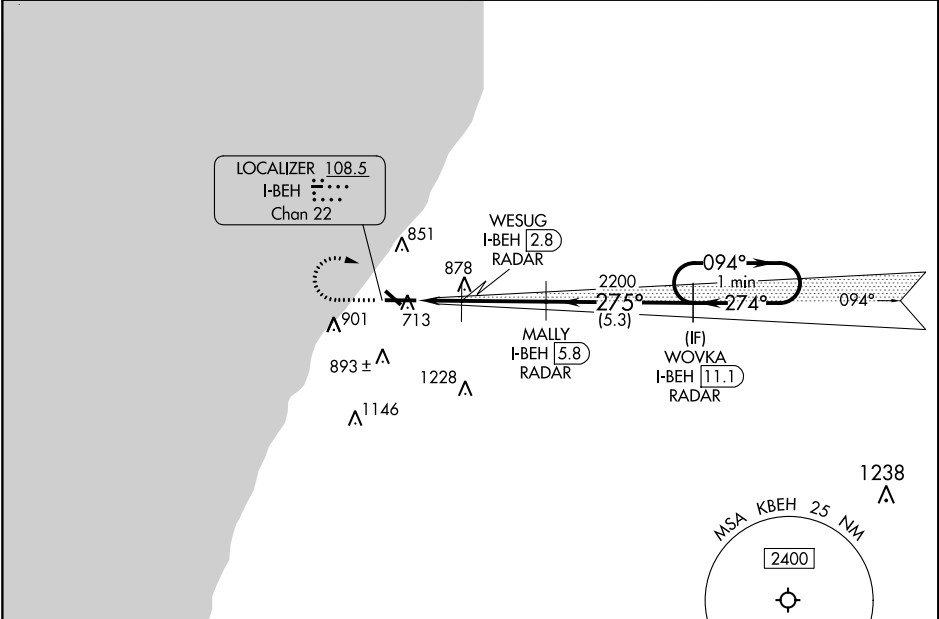 LOCALIZER 108.5
I-BEH
Chan 22
851
WESUG
I-BEH 2.8
RADAR
878
094°
2200
1 min
275°
274°
094°
(5.3)
901
713
MALLY
I-BEH 5.8
RADAR
(IF)
WOVKA
I-BEH 11.1
RADAR
893 ±
1228
1146
1238
MSA KBEH 25 NM
2400